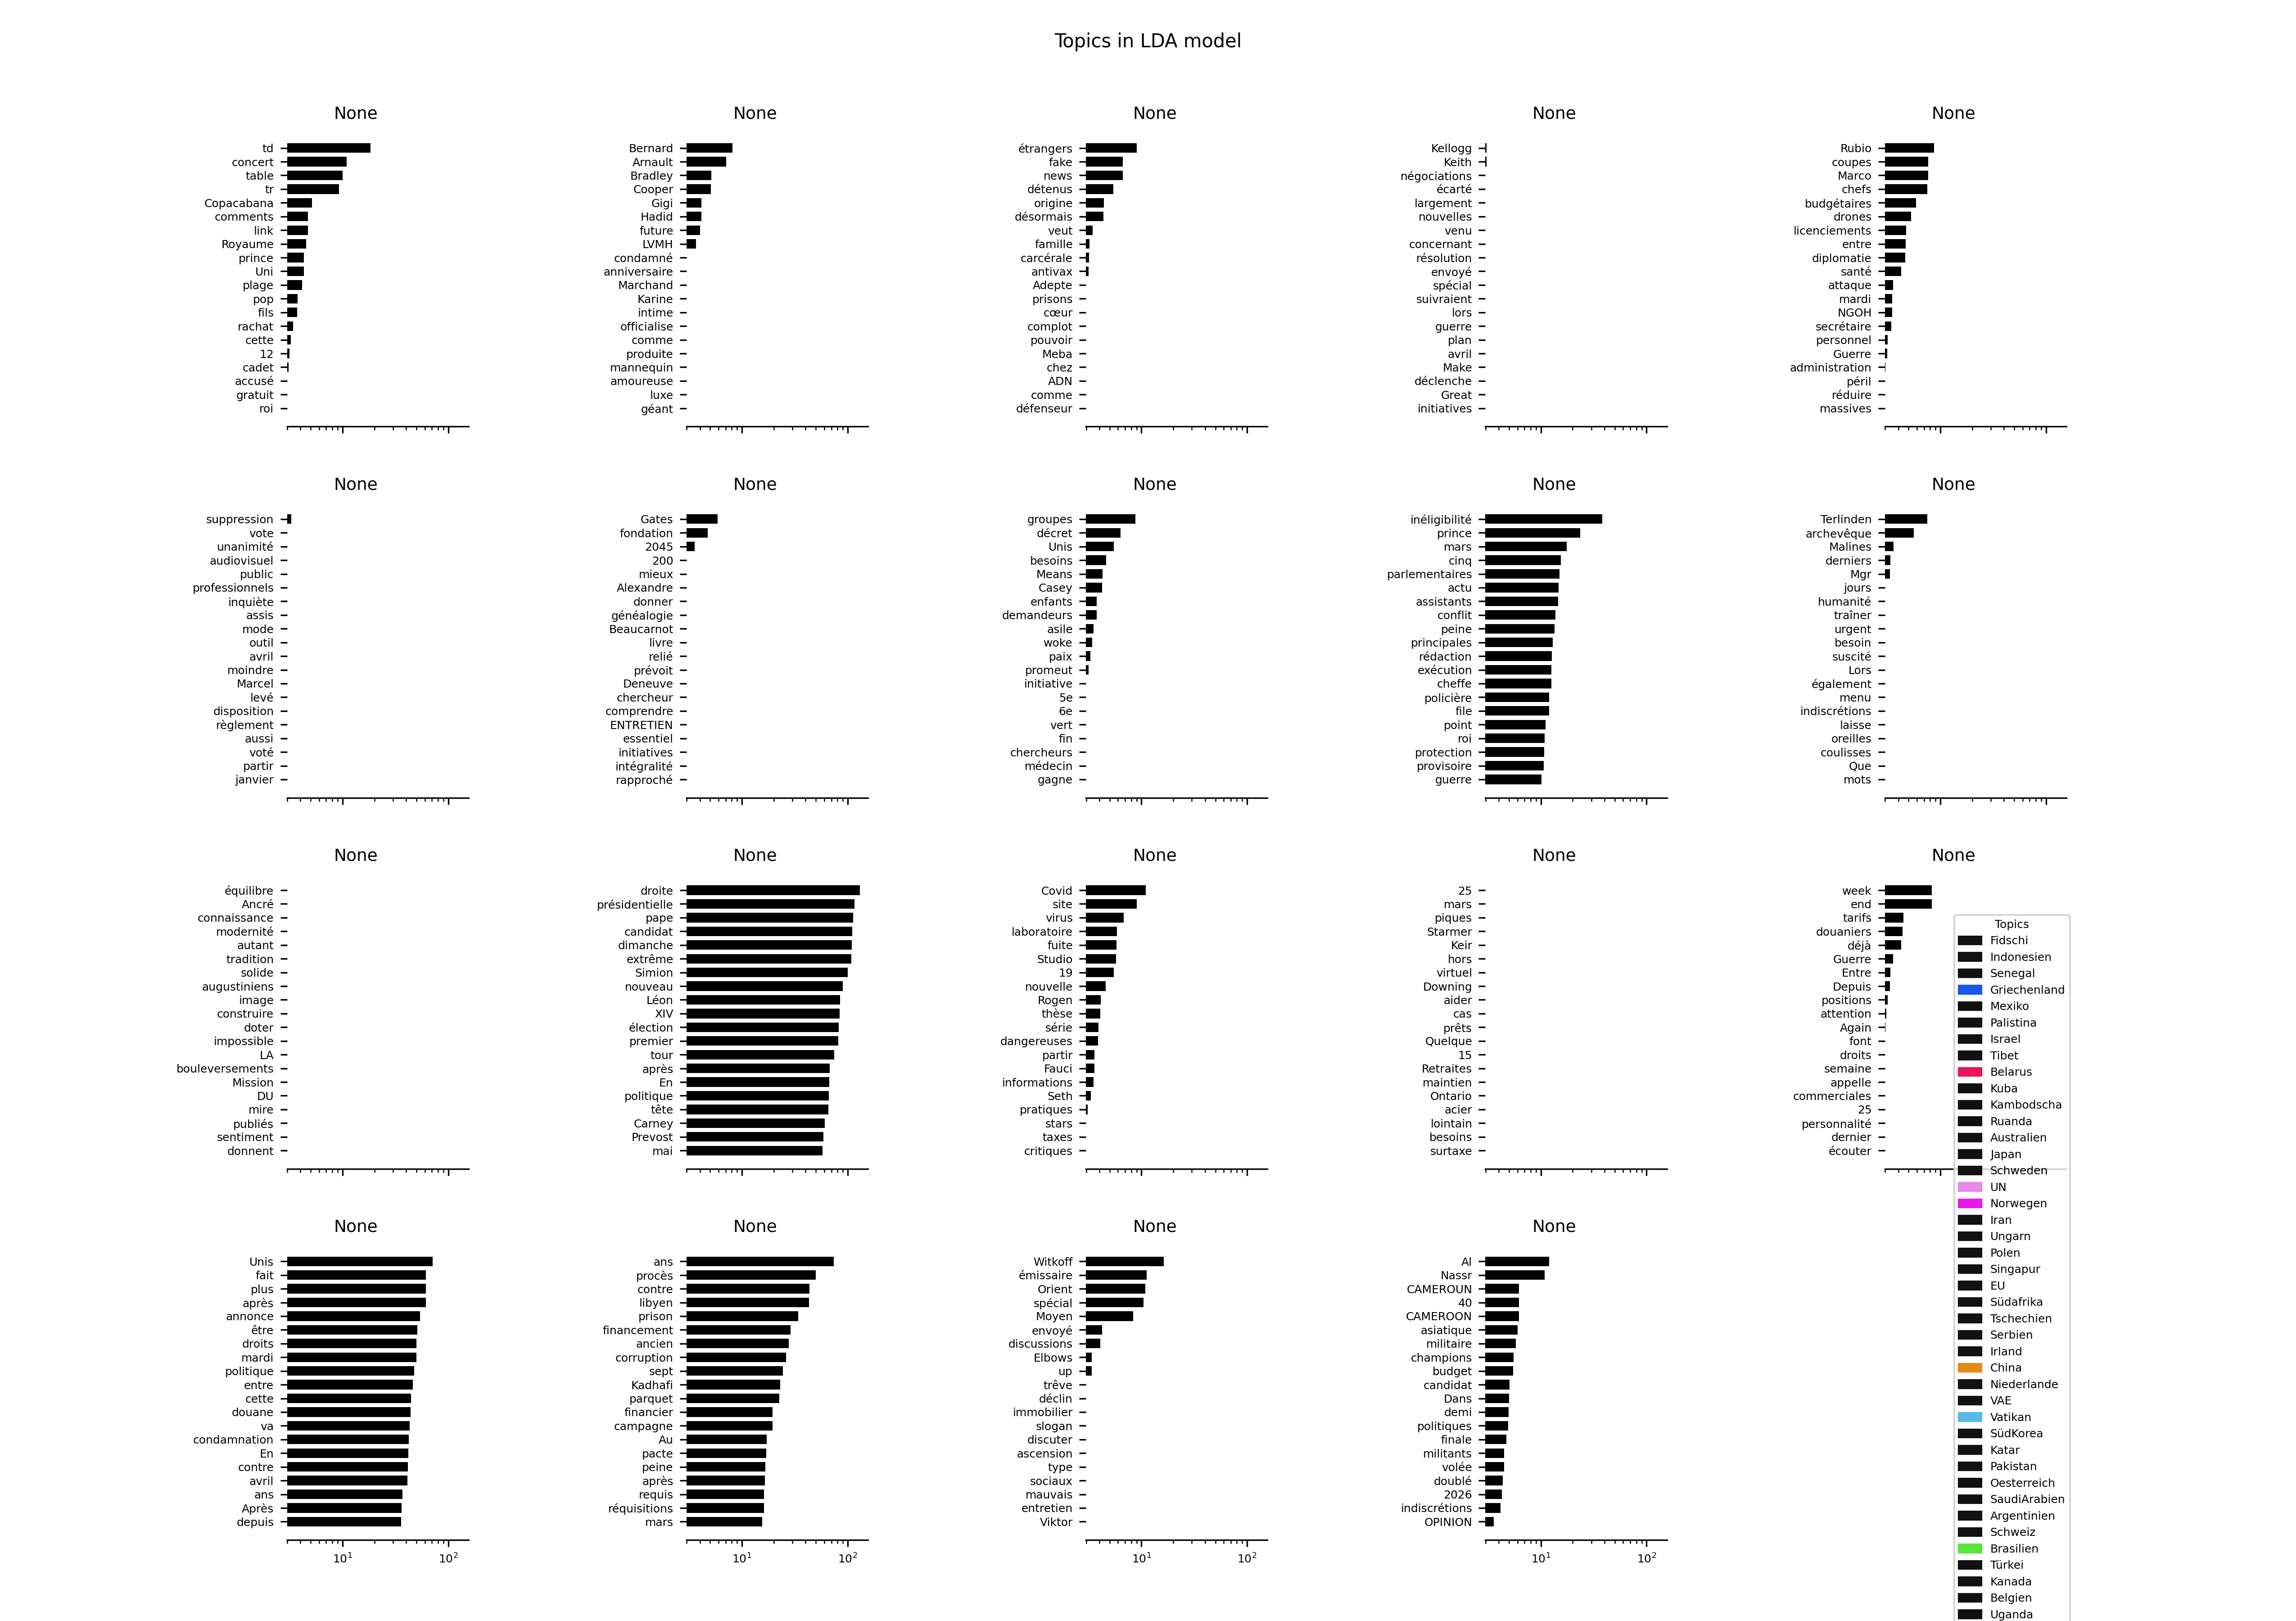 Topics in LDA model
None
td
concert
table
tr
Copacabana
comments
link
Royaume
prince
Uni
plage
pop
fils
rachat
cette
12
cadet
accusé
gratuit
roi
None
Bernard
Arnault
Bradley
Cooper
Gigi
Hadid
future
LVMH
condamné
anniversaire
Marchand
Karine
intime
officialise
comme
produite
mannequin
amoureuse
luxe
géant
None
étrangers
fake
news
détenus
origine
désormais
veut
famille
carcérale
antivax
Adepte
prisons
cœur
complot
pouvoir
Meba
chez
ADN
comme
défenseur
None
Kellogg
Keith
négociations
écarté
largement
nouvelles
venu
concernant
résolution
envoyé
spécial
suivraient
lors
guerre
plan
avril
Make
déclenche
Great
initiatives
None
Rubio
coupes
Marco
chefs
budgétaires
drones
licenciements
entre
diplomatie
santé
attaque
mardi
NGOH
secrétaire
personnel
Guerre
administration
péril
réduire
massives
None
suppression
vote
unanimité
audiovisuel
public
professionnels
inquiète
assis
mode
outil
avril
moindre
Marcel
levé
disposition
règlement
aussi
voté
partir
janvier
None
Gates
fondation
2045
200
mieux
Alexandre
donner
généalogie
Beaucarnot
livre
relié
prévoit
Deneuve
chercheur
comprendre
ENTRETIEN
essentiel
initiatives
intégralité
rapproché
None
groupes
décret
Unis
besoins
Means
Casey
enfants
demandeurs
asile
woke
paix
promeut
initiative
5e
6e
vert
fin
chercheurs
médecin
gagne
None
inéligibilité
prince
mars
cinq
parlementaires
actu
assistants
conflit
peine
principales
rédaction
exécution
cheffe
policière
file
point
roi
protection
provisoire
guerre
None
Terlinden
archevêque
Malines
derniers
Mgr
jours
humanité
traîner
urgent
besoin
suscité
Lors
également
menu
indiscrétions
laisse
oreilles
coulisses
Que
mots
None
équilibre
Ancré
connaissance
modernité
autant
tradition
solide
augustiniens
image
construire
doter
impossible
LA
bouleversements
Mission
DU
mire
publiés
sentiment
donnent
None
droite
présidentielle
pape
candidat
dimanche
extrême
Simion
nouveau
Léon
XIV
élection
premier
tour
après
En
politique
tête
Carney
Prevost
mai
None
Covid
site
virus
laboratoire
fuite
Studio
19
nouvelle
Rogen
thèse
série
dangereuses
partir
Fauci
informations
Seth
pratiques
stars
taxes
critiques
None
25
mars
piques
Starmer
Keir
hors
virtuel
Downing
aider
cas
prêts
Quelque
15
Retraites
maintien
Ontario
acier
lointain
besoins
surtaxe
None
week
end
tarifs
douaniers
déjà
Guerre
Entre
Depuis
positions
attention
Again
font
droits
semaine
appelle
commerciales
25
personnalité
dernier
écouter
None
Unis
fait
plus
après
annonce
être
droits
mardi
politique
entre
cette
douane
va
condamnation
En
contre
avril
ans
Après
depuis
10¹ 10²
None
ans
procès
contre
libyen
prison
financement
ancien
corruption
sept
Kadhafi
parquet
financier
campagne
Au
pacte
peine
après
requis
réquisitions
mars
10¹ 10²
None
Witkoff
émissaire
Orient
spécial
Moyen
envoyé
discussions
Elbows
up
trêve
déclin
immobilier
slogan
discuter
ascension
type
sociaux
mauvais
entretien
Viktor
10¹ 10²
None
Al
Nassr
CAMEROUN
40
CAMEROON
asiatique
militaire
champions
budget
candidat
Dans
demi
politiques
finale
militants
volée
doublé
2026
indiscrétions
OPINION
10¹ 10²
Topics
Fidschi
Indonesien
Senegal
Griechenland
Mexiko
Palistina
Israel
Tibet
Belarus
Kuba
Kambodscha
Ruanda
Australien
Japan
Schweden
UN
Norwegen
Iran
Ungarn
Polen
Singapur
EU
Südafrika
Tschechien
Serbien
Irland
China
Niederlande
VAE
Vatikan
SüdKorea
Katar
Pakistan
Oesterreich
SaudiArabien
Argentinien
Schweiz
Brasilien
Türkei
Kanada
Belgien
Uganda